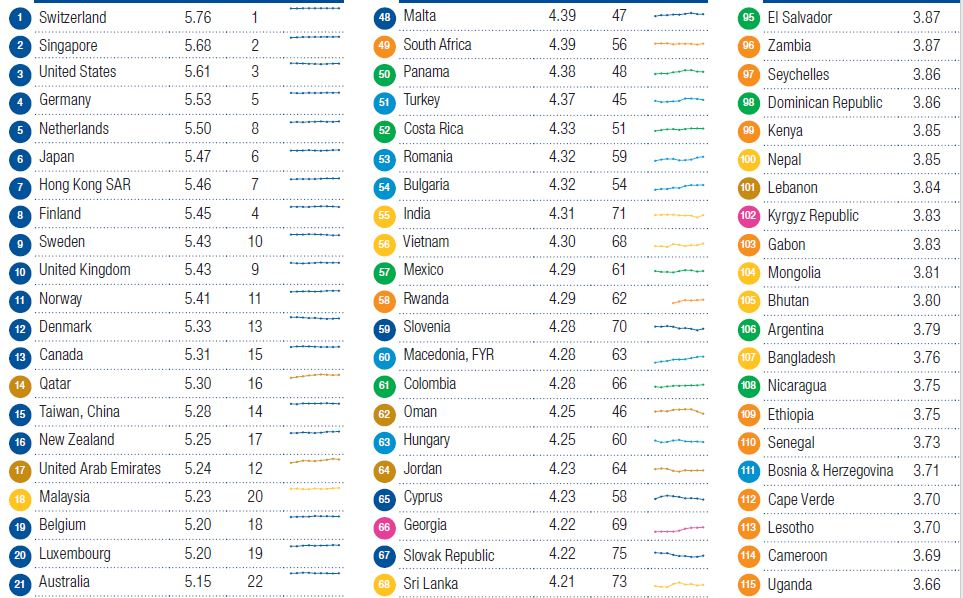 1 Switzerland 5.76 1
2 Singapore 5.68 2
3 United States 5.61 3
4 Germany 5.53 5
5 Netherlands 5.50 8
6 Japan 5.47 6
7 Hong Kong SAR 5.46 7
8 Finland 5.45 4
9 Sweden 5.43 10
10 United Kingdom 5.43 9
11 Norway 5.41 11
12 Denmark 5.33 13
13 Canada 5.31 15
14 Qatar 5.30 16
15 Taiwan, China 5.28 14
16 New Zealand 5.25 17
17 United Arab Emirates 5.24 12
18 Malaysia 5.23 20
19 Belgium 5.20 18
20 Luxembourg 5.20 19
21 Australia 5.15 22
48 Malta 4.39 47
49 South Africa 4.39 56
50 Panama 4.38 48
51 Turkey 4.37 45
52 Costa Rica 4.33 51
53 Romania 4.32 59
54 Bulgaria 4.32 54
55 India 4.31 71
56 Vietnam 4.30 68
57 Mexico 4.29 61
58 Rwanda 4.29 62
59 Slovenia 4.28 70
60 Macedonia, FYR 4.28 63
61 Colombia 4.28 66
62 Oman 4.25 46
63 Hungary 4.25 60
64 Jordan 4.23 64
65 Cyprus 4.23 58
66 Georgia 4.22 69
67 Slovak Republic 4.22 75
68 Sri Lanka 4.21 73
95 El Salvador 3.87
96 Zambia 3.87
97 Seychelles 3.86
98 Dominican Republic 3.86
99 Kenya 3.85
100 Nepal 3.85
101 Lebanon 3.84
102 Kyrgyz Republic 3.83
103 Gabon 3.83
104 Mongolia 3.81
105 Bhutan 3.80
106 Argentina 3.79
107 Bangladesh 3.76
108 Nicaragua 3.75
109 Ethiopia 3.75
110 Senegal 3.73
111 Bosnia & Herzegovina 3.71
112 Cape Verde 3.70
113 Lesotho 3.70
114 Cameroon 3.69
115 Uganda 3.66